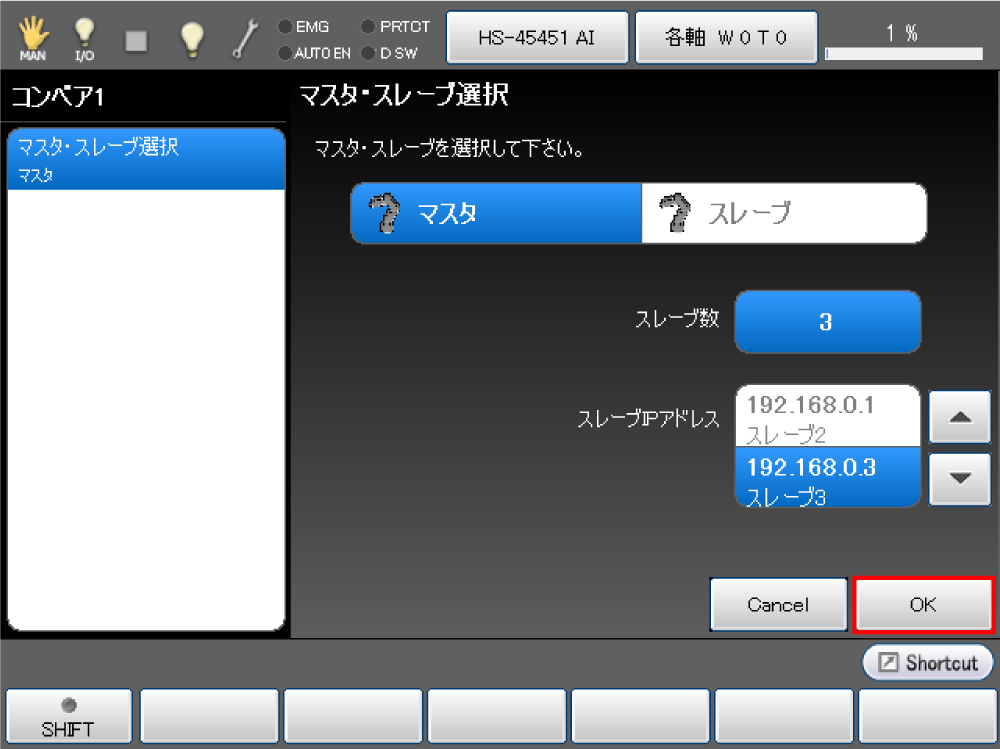 MAN
I/O
EMG
PRTCT
AUTO EN
D SW
HS-45451 AI
各軸 W0T0
1 %
コンベア1
マスタ・スレーブ選択
マスタ・スレーブ選択
マスタ
マスタ・スレーブを選択して下さい。
マスタ
スレーブ
スレーブ数
3
スレーブIPアドレス
192.168.0.1
スレーブ2
192.168.0.3
スレーブ3
Cancel
OK
Shortcut
SHIFT